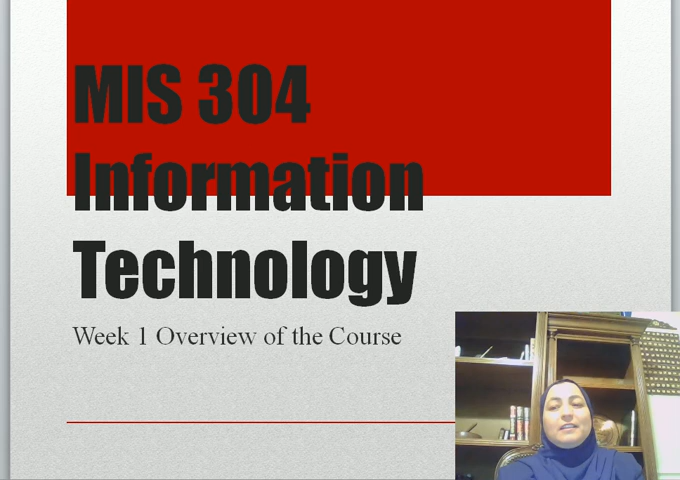 MIS 304
Information
Technology
Week 1 Overview of the Course